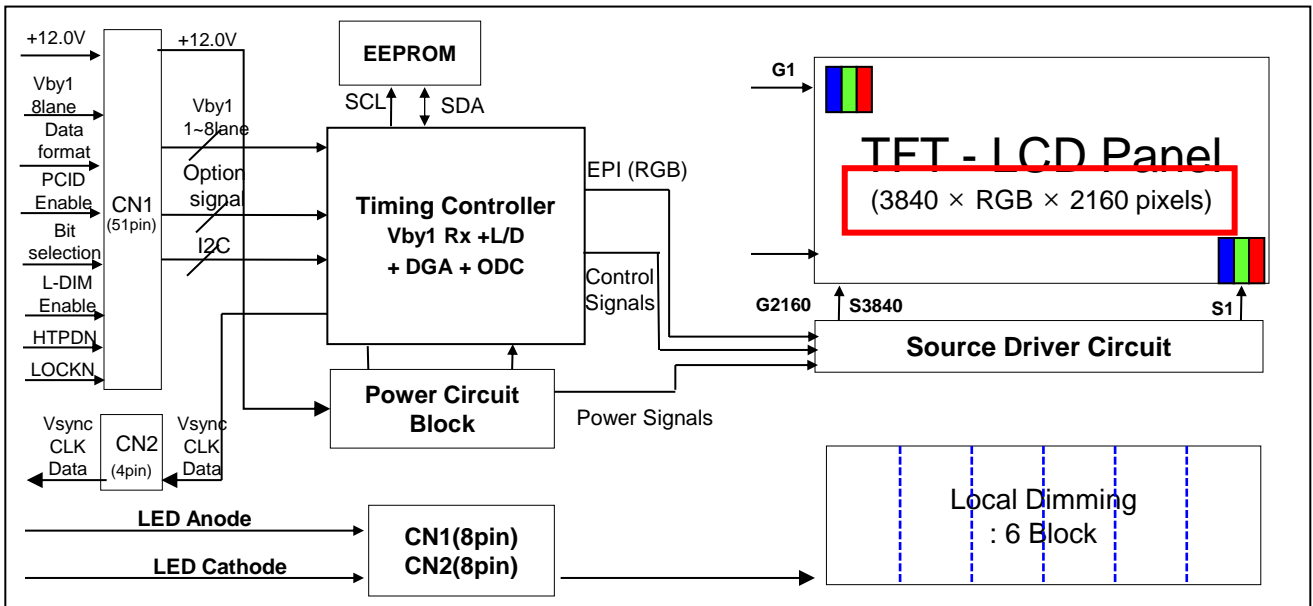 +12.0V
Vby1
8lane
Data
format
PCID
Enable
Bit
selection
L-DIM
Enable
HTPDN
LOCKN
CN1
(51pin)
+12.0V
Vby1
1~8lane
Option
signal
I2C
EEPROM
SCL
SDA
Timing Controller
Vby1 Rx +L/D
+ DGA + ODC
EPI (RGB)
Control
Signals
Power Circuit
Block
Power Signals
G1
TFT - LCD Panel
(3840 × RGB × 2160 pixels)
G2160
S3840
S1
Source Driver Circuit
Vsync
CLK
Data
CN2
(4pin)
Vsync
CLK
Data
LED Anode
LED Cathode
CN1(8pin)
CN2(8pin)
Local Dimming
: 6 Block